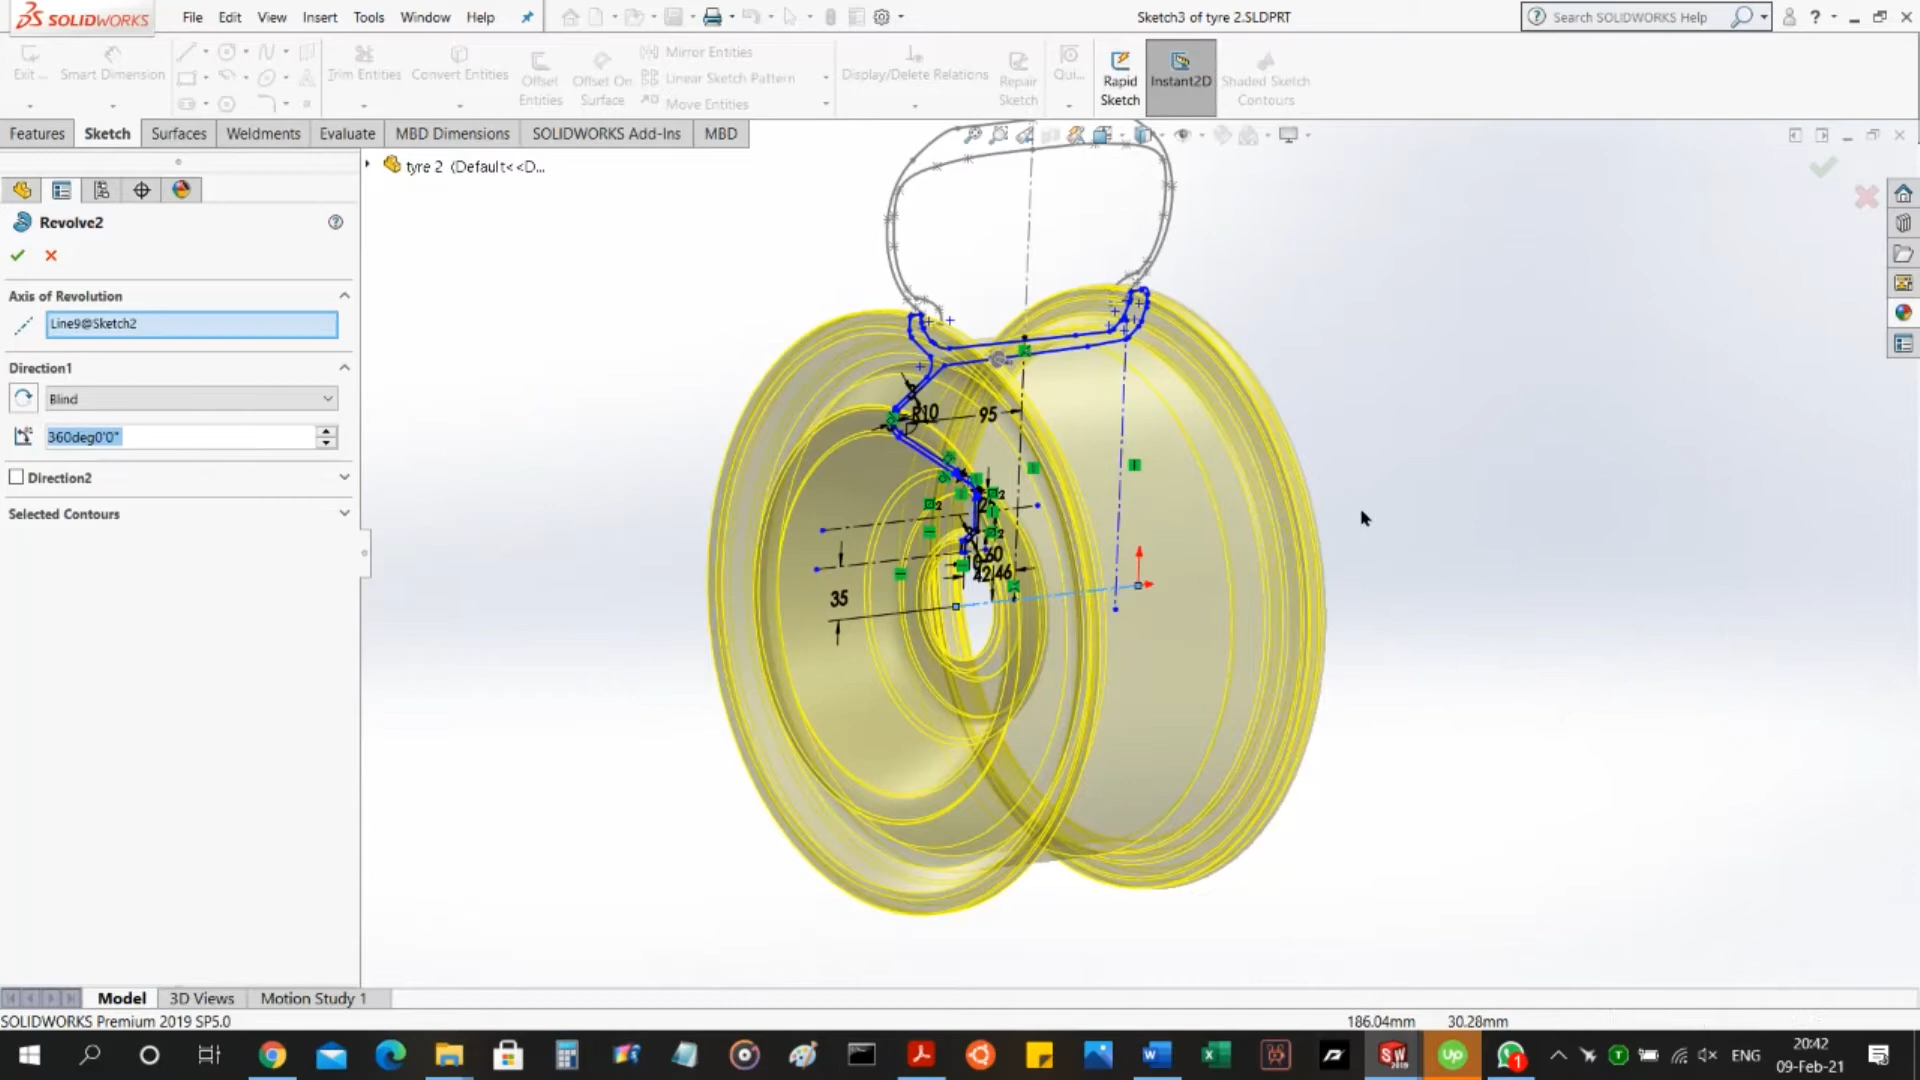 SOLIDWORKS
File Edit View Insert Tools Window Help
Sketch3 of tyre 2.SLDPRT
Search SOLIDWORKS Help
Exit ...
Smart Dimension
Trim Entities
Convert Entities
Offset Entities
Offset On Surface
Mirror Entities
Linear Sketch Pattern
Move Entities
Display/Delete Relations
Repair Sketch
Qui...
Rapid Sketch
Instant2D
Shaded Sketch Contours
Features Sketch Surfaces Weldments Evaluate MBD Dimensions SOLIDWORKS Add-Ins MBD
tyre 2 (Default<<D...
Revolve2
Axis of Revolution
Line9@Sketch2
Direction1
Blind
360deg0'0"
Direction2
Selected Contours
R10
95
60
42.46
35
Model 3D Views Motion Study 1
SOLIDWORKS Premium 2019 SP5.0
186.04mm 30.28mm
ENG
20:42
09-Feb-21